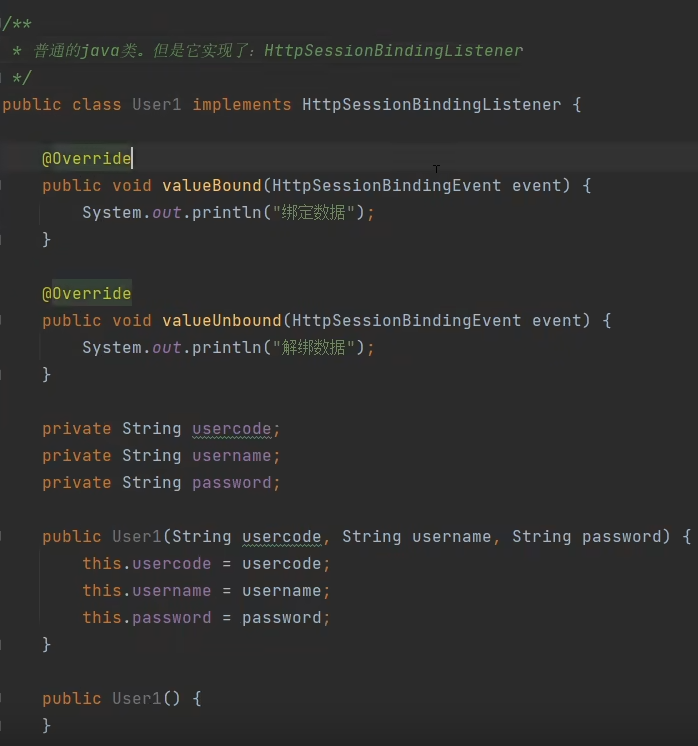 /**
 * 普通的java类。但是它实现了：HttpSessionBindingListener
 */
public class User1 implements HttpSessionBindingListener {
@Override
public void valueBound(HttpSessionBindingEvent event) {
System.out.println("绑定数据");
}
@Override
public void valueUnbound(HttpSessionBindingEvent event) {
System.out.println("解绑数据");
}
private String usercode;
private String username;
private String password;
public User1(String usercode, String username, String password) {
this.usercode = usercode;
this.username = username;
this.password = password;
}
public User1() {
}